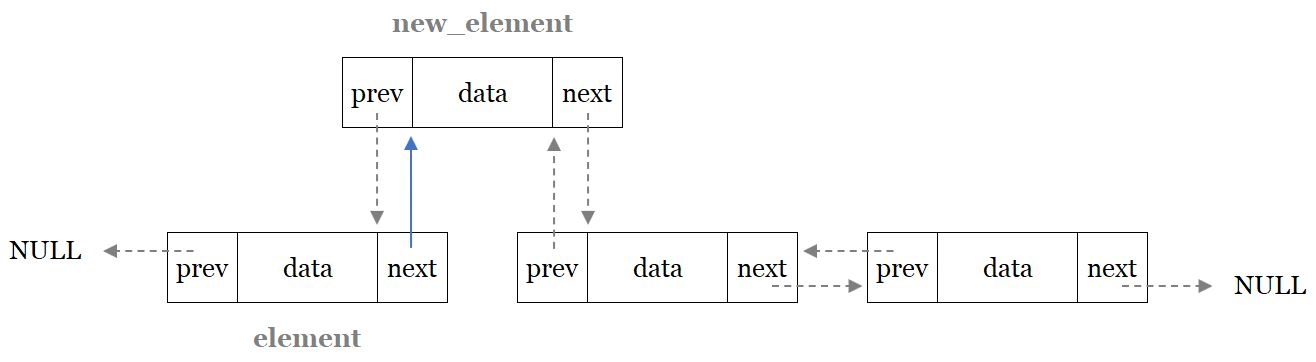 new_element
prev data next
NULL prev data next prev data next prev data next NULL
element